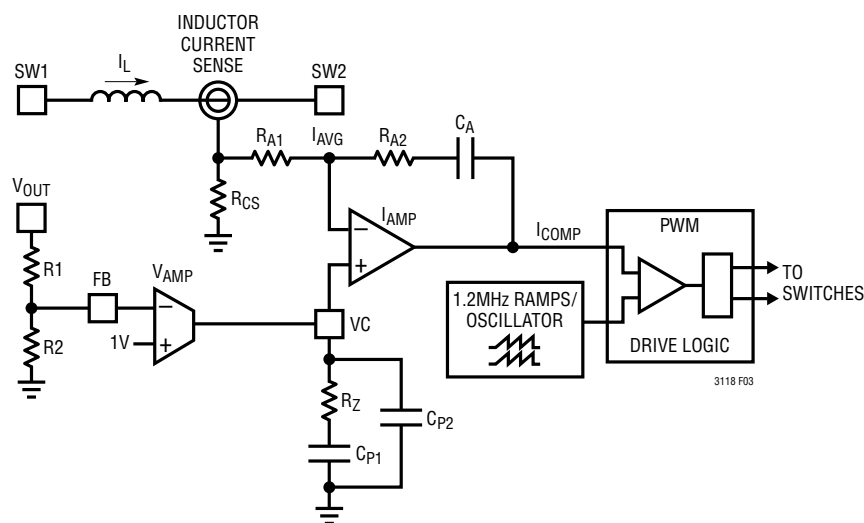 INDUCTOR
CURRENT
SENSE
SW1
IL
SW2
RA1
IAVG
RA2
CA
RCS
VOUT
R1
FB
VAMP
IAMP
ICOMP
PWM
TO
SWITCHES
1.2MHz RAMPS/
OSCILLATOR
DRIVE LOGIC
R2
1V
VC
3118 F03
RZ
CP2
CP1